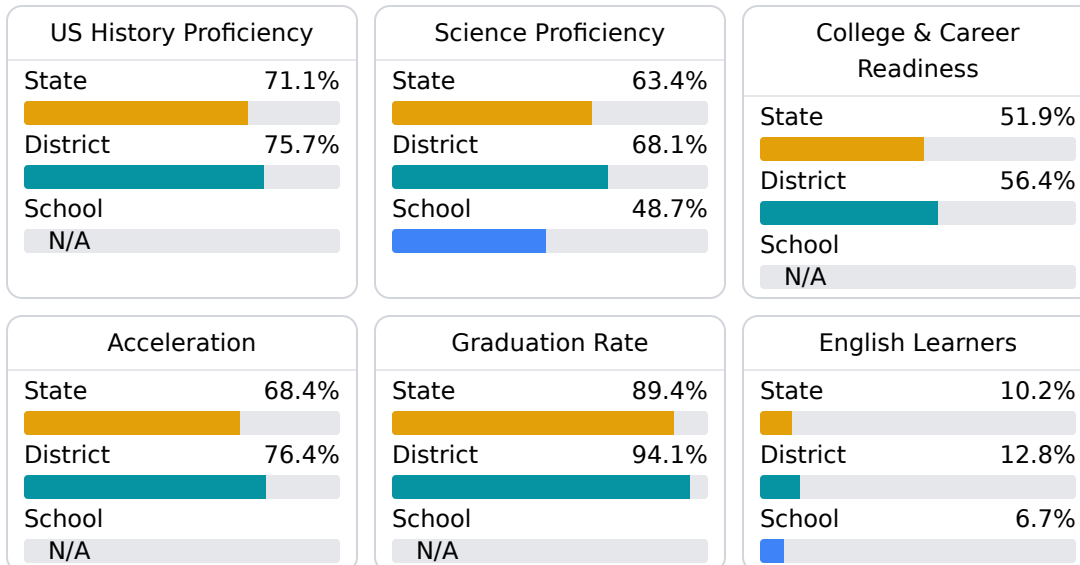 US History Proficiency
State 71.1%
District 75.7%
School
N/A
Science Proficiency
State 63.4%
District 68.1%
School 48.7%
College & Career
Readiness
State 51.9%
District 56.4%
School
N/A
Acceleration
State 68.4%
District 76.4%
School
N/A
Graduation Rate
State 89.4%
District 94.1%
School
N/A
English Learners
State 10.2%
District 12.8%
School 6.7%